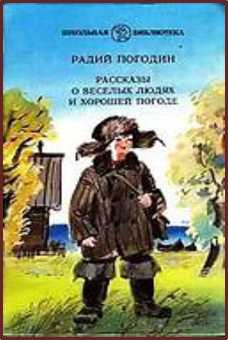 ШКОЛЬНАЯ БИБЛИОТЕКА
РАДИЙ ПОГОДИН
РАССКАЗЫ
О ВЕСЕЛЫХ ЛЮДЯХ
И ХОРОШЕЙ ПОГОДЕ